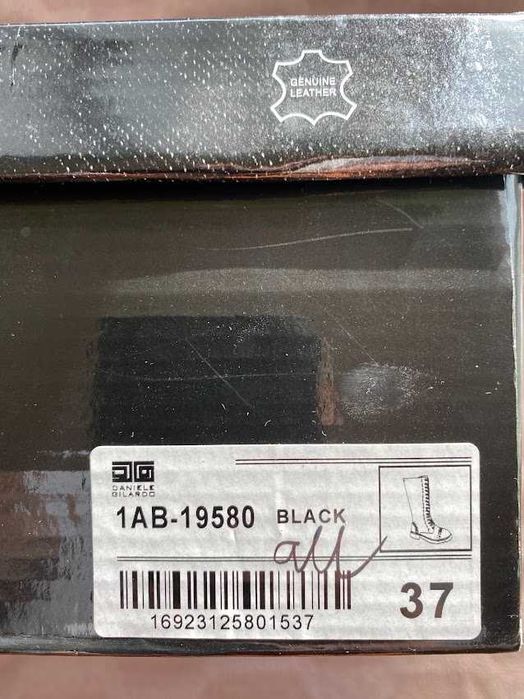 GENUINE
LEATHER
DANIELE
GILARDO
1AB-19580 BLACK
37
16923125801537